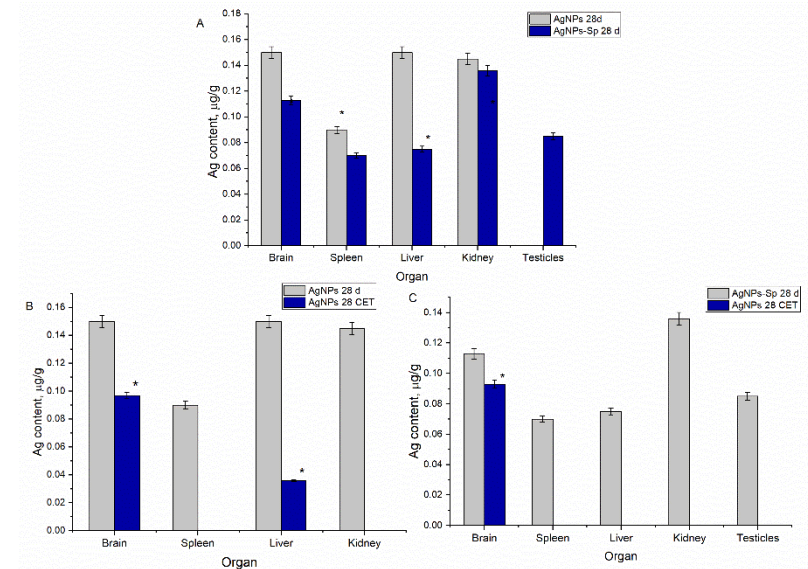 A
AgNPs 28d
AgNPs-Sp 28 d
Ag content, µg/g
0.18
0.16
0.14
0.12
0.10
0.08
0.06
0.04
0.02
0.00
*
*
Brain Spleen Liver Kidney Testicles
Organ
B
AgNPs 28 d
AgNPs 28 CET
Ag content, µg/g
0.16
0.14
0.12
0.10
0.08
0.06
0.04
0.02
0.00
*
*
Brain Spleen Liver Kidney
Organ
C
AgNPs-Sp 28 d
AgNPs 28 CET
Ag content, µg/g
0.14
0.12
0.10
0.08
0.06
0.04
0.02
0.00
*
Brain Spleen Liver Kidney Testicles
Organ